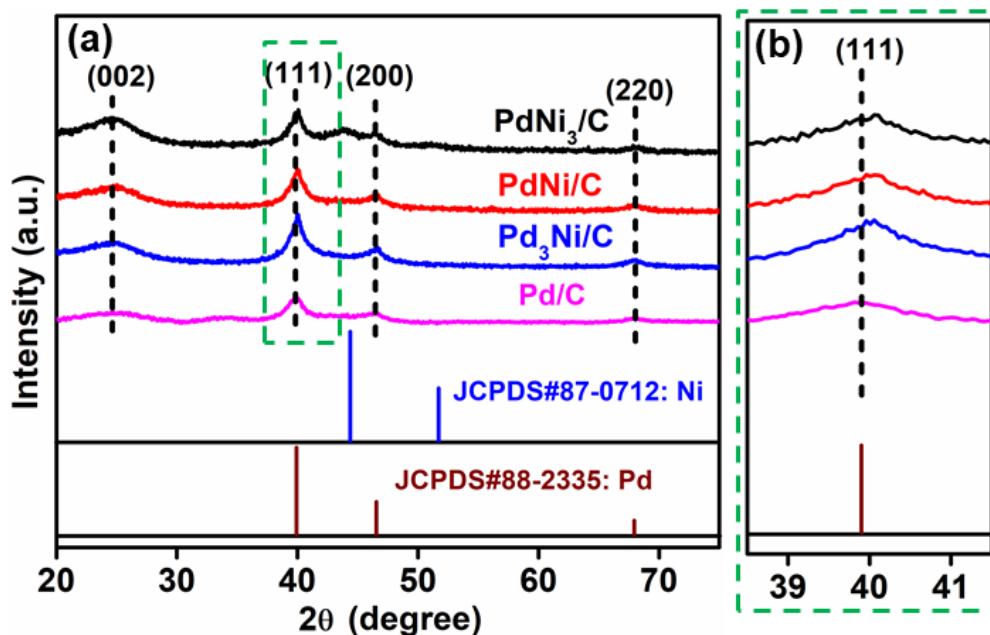 (a)
(002)
(111)
(200)
(220)
PdNi₃/C
PdNi/C
Pd₃Ni/C
Pd/C
JCPDS#87-0712: Ni
JCPDS#88-2335: Pd
Intensity (a.u.)
20 30 40 50 60 70
2θ (degree)
(b)
(111)
39 40 41